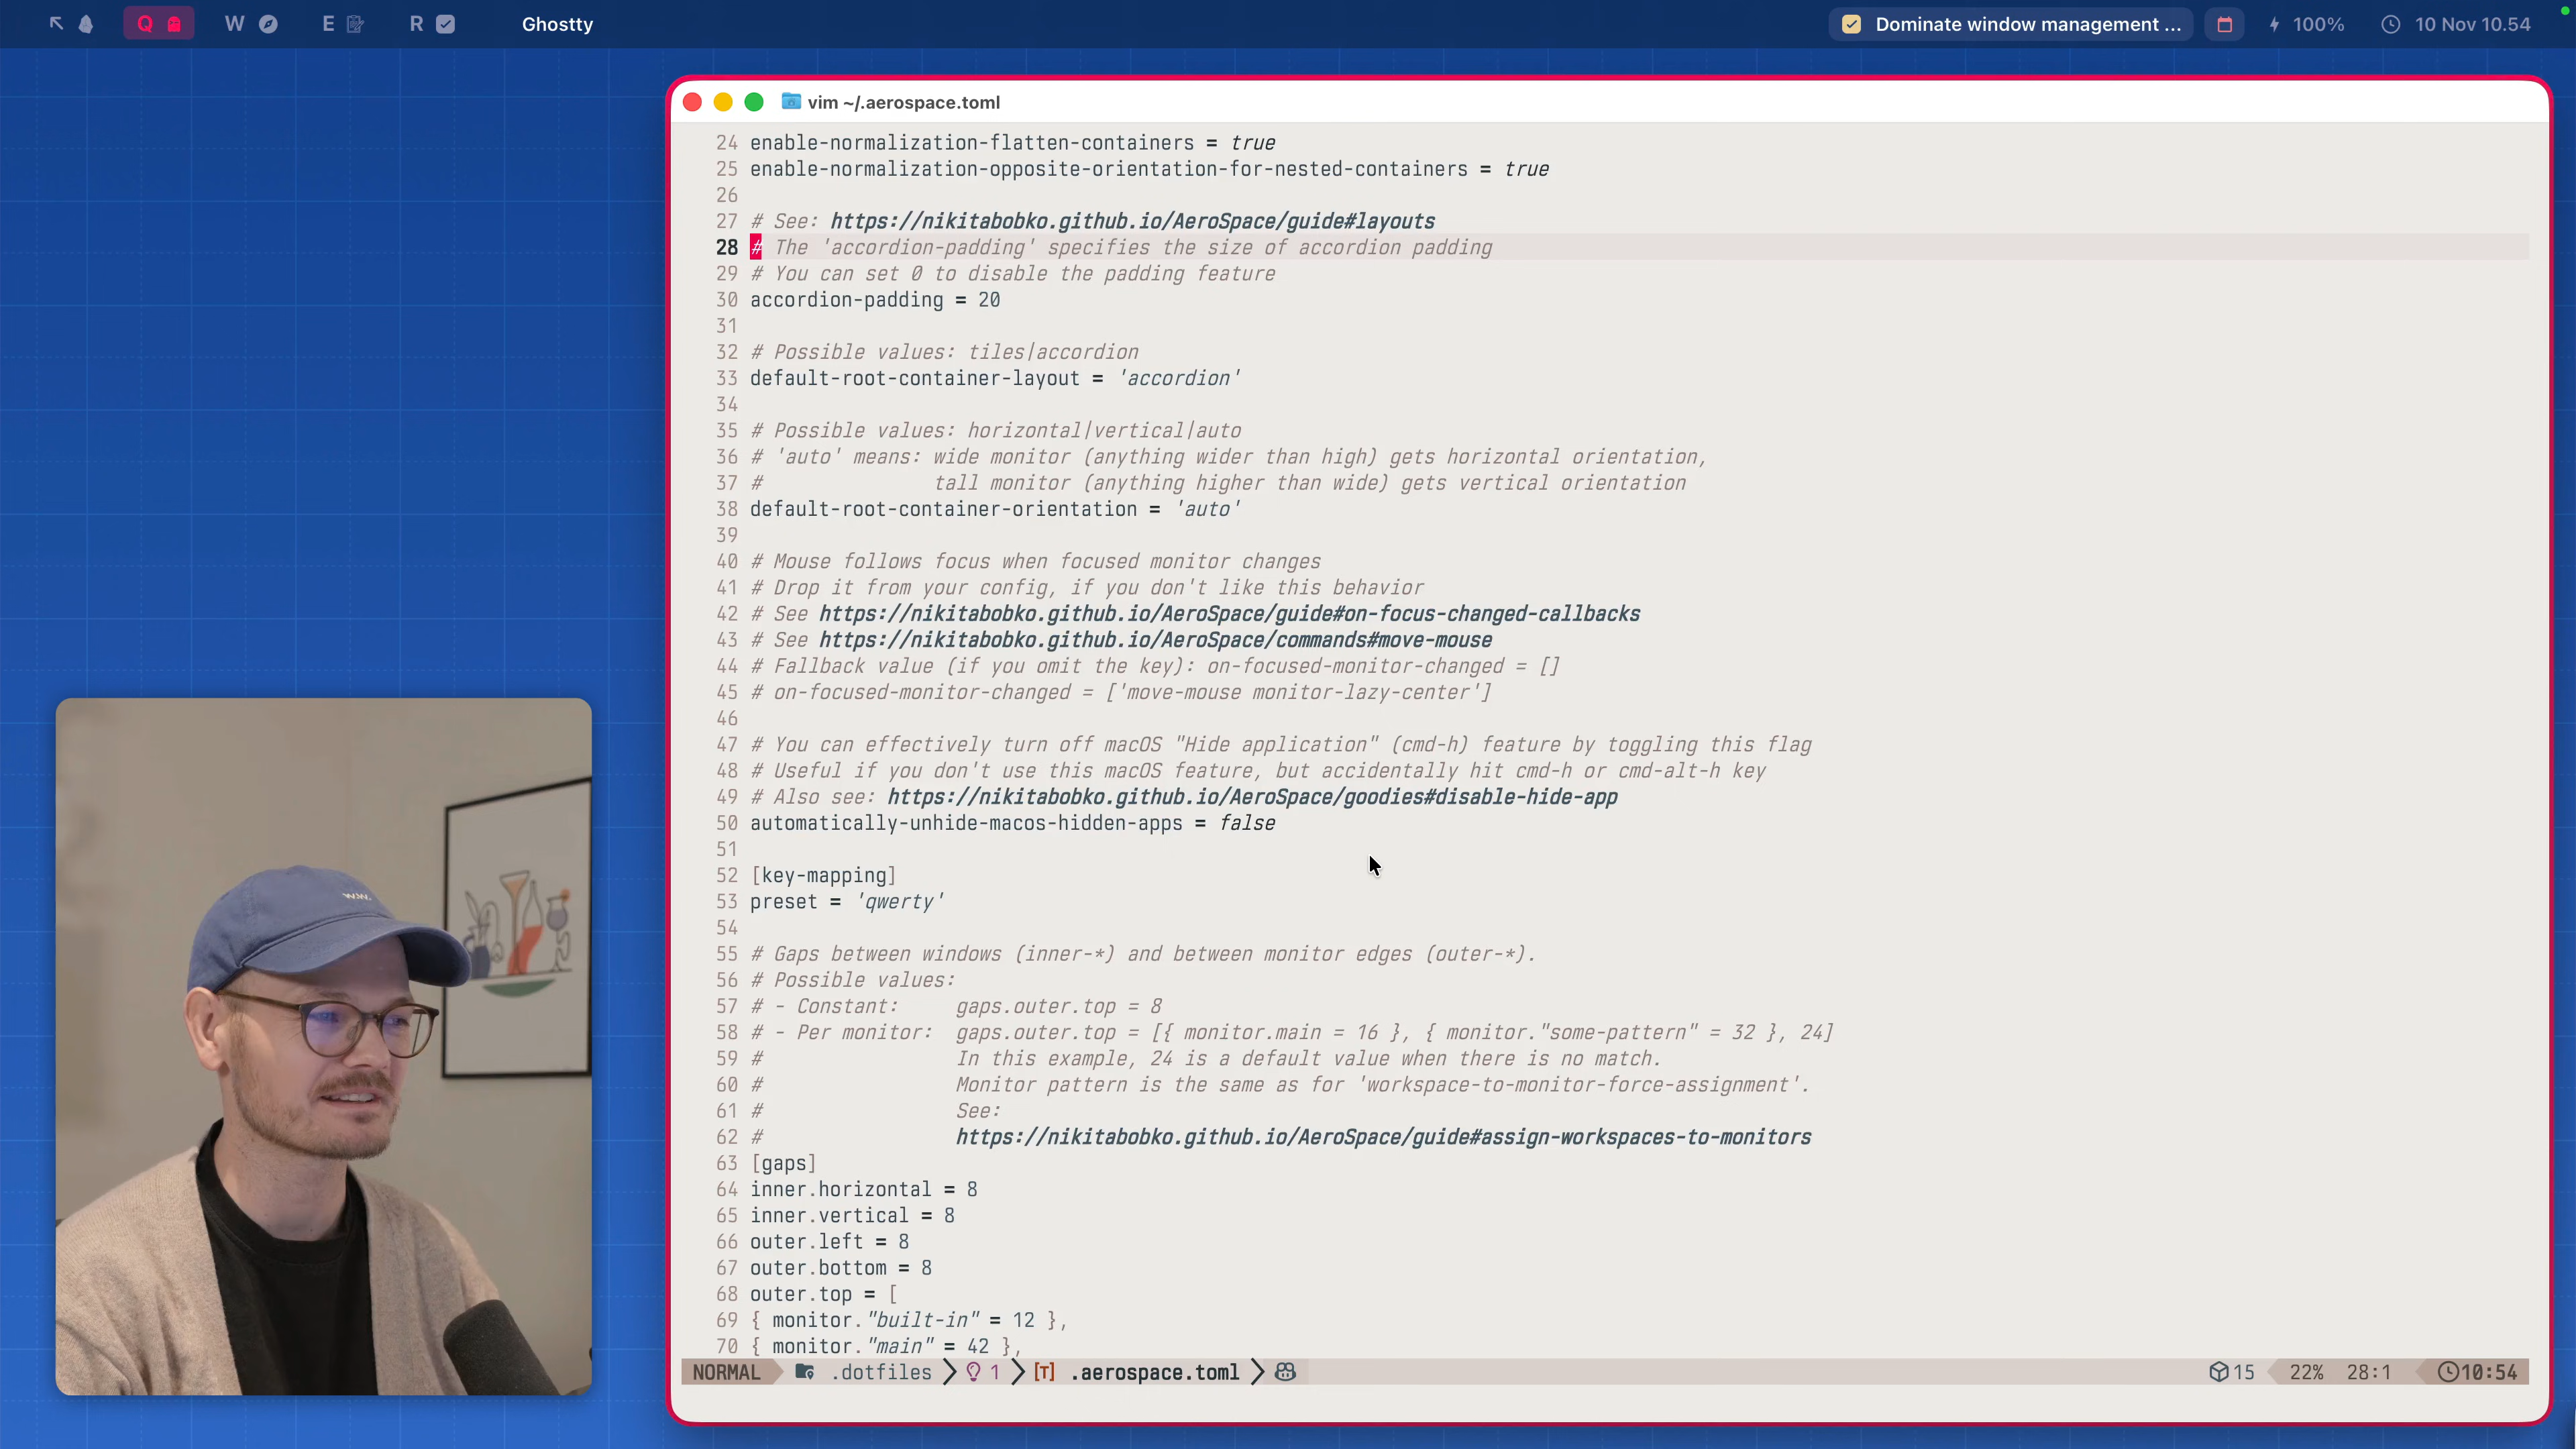 Q
W
E
R
Ghostty
Dominate window management ...
100%
10 Nov 10.54
vim ~/.aerospace.toml
24 enable-normalization-flatten-containers = true
25 enable-normalization-opposite-orientation-for-nested-containers = true
26
27 # See: https://nikitabobko.github.io/AeroSpace/guide#layouts
28 # The 'accordion-padding' specifies the size of accordion padding
29 # You can set 0 to disable the padding feature
30 accordion-padding = 20
31
32 # Possible values: tiles|accordion
33 default-root-container-layout = 'accordion'
34
35 # Possible values: horizontal|vertical|auto
36 # 'auto' means: wide monitor (anything wider than high) gets horizontal orientation,
37 #               tall monitor (anything higher than wide) gets vertical orientation
38 default-root-container-orientation = 'auto'
39
40 # Mouse follows focus when focused monitor changes
41 # Drop it from your config, if you don't like this behavior
42 # See https://nikitabobko.github.io/AeroSpace/guide#on-focus-changed-callbacks
43 # See https://nikitabobko.github.io/AeroSpace/commands#move-mouse
44 # Fallback value (if you omit the key): on-focused-monitor-changed = []
45 # on-focused-monitor-changed = ['move-mouse monitor-lazy-center']
46
47 # You can effectively turn off macOS "Hide application" (cmd-h) feature by toggling this flag
48 # Useful if you don't use this macOS feature, but accidentally hit cmd-h or cmd-alt-h key
49 # Also see: https://nikitabobko.github.io/AeroSpace/goodies#disable-hide-app
50 automatically-unhide-macos-hidden-apps = false
51
52 [key-mapping]
53 preset = 'qwerty'
54
55 # Gaps between windows (inner-*) and between monitor edges (outer-*).
56 # Possible values:
57 # - Constant:     gaps.outer.top = 8
58 # - Per monitor:  gaps.outer.top = [{ monitor.main = 16 }, { monitor."some-pattern" = 32 }, 24]
59 #                 In this example, 24 is a default value when there is no match.
60 #                 Monitor pattern is the same as for 'workspace-to-monitor-force-assignment'.
61 #                 See:
62 #                 https://nikitabobko.github.io/AeroSpace/guide#assign-workspaces-to-monitors
63 [gaps]
64 inner.horizontal = 8
65 inner.vertical = 8
66 outer.left = 8
67 outer.bottom = 8
68 outer.top = [
69 { monitor."built-in" = 12 },
70 { monitor."main" = 42 },
NORMAL .dotfiles 1 [T] .aerospace.toml 15 22% 28:1 10:54